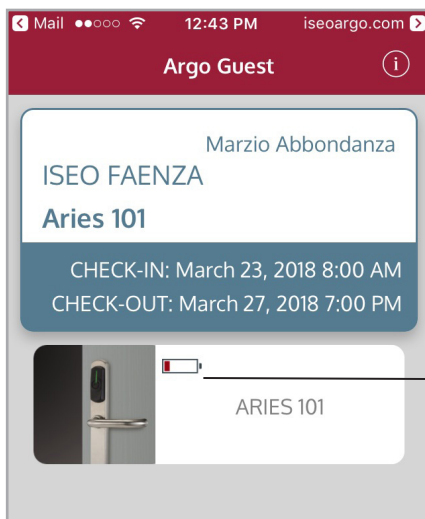 Mail 12:43 PM iseoargo.com
Argo Guest i
Marzio Abbondanza
ISEO FAENZA
Aries 101
CHECK-IN: March 23, 2018 8:00 AM
CHECK-OUT: March 27, 2018 7:00 PM
ARIES 101